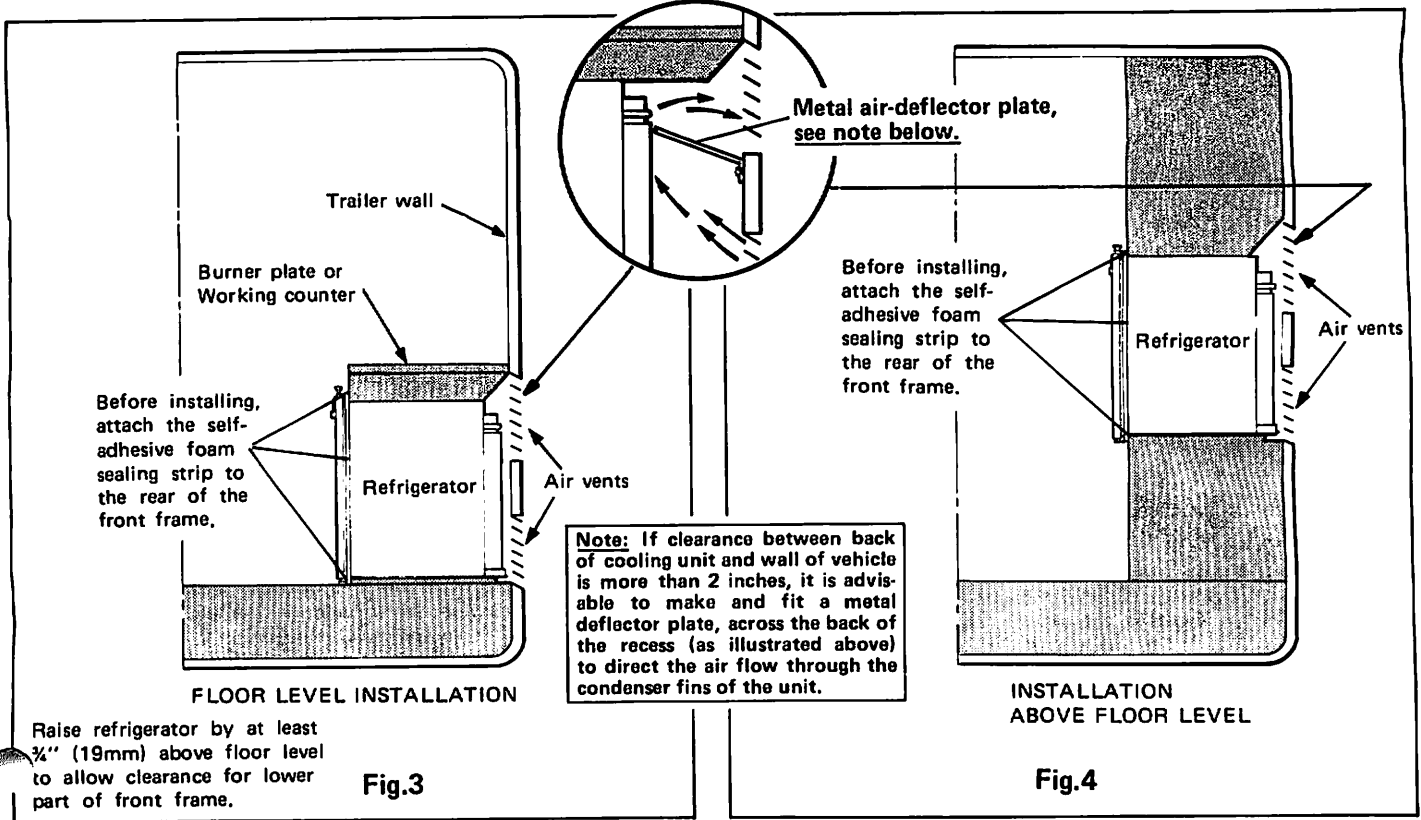 Metal air-deflector plate,
see note below.
Trailer wall
Burner plate or
Working counter
Before installing,
attach the self-
adhesive foam
sealing strip to
the rear of the
front frame.
Refrigerator
Air vents
FLOOR LEVEL INSTALLATION
Raise refrigerator by at least
¾" (19mm) above floor level
to allow clearance for lower
part of front frame.
Fig.3
Note: If clearance between back
of cooling unit and wall of vehicle
is more than 2 inches, it is advis-
able to make and fit a metal
deflector plate, across the back of
the recess (as illustrated above)
to direct the air flow through the
condenser fins of the unit.
Before installing,
attach the self-
adhesive foam
sealing strip to
the rear of the
front frame.
Refrigerator
Air vents
INSTALLATION
ABOVE FLOOR LEVEL
Fig.4